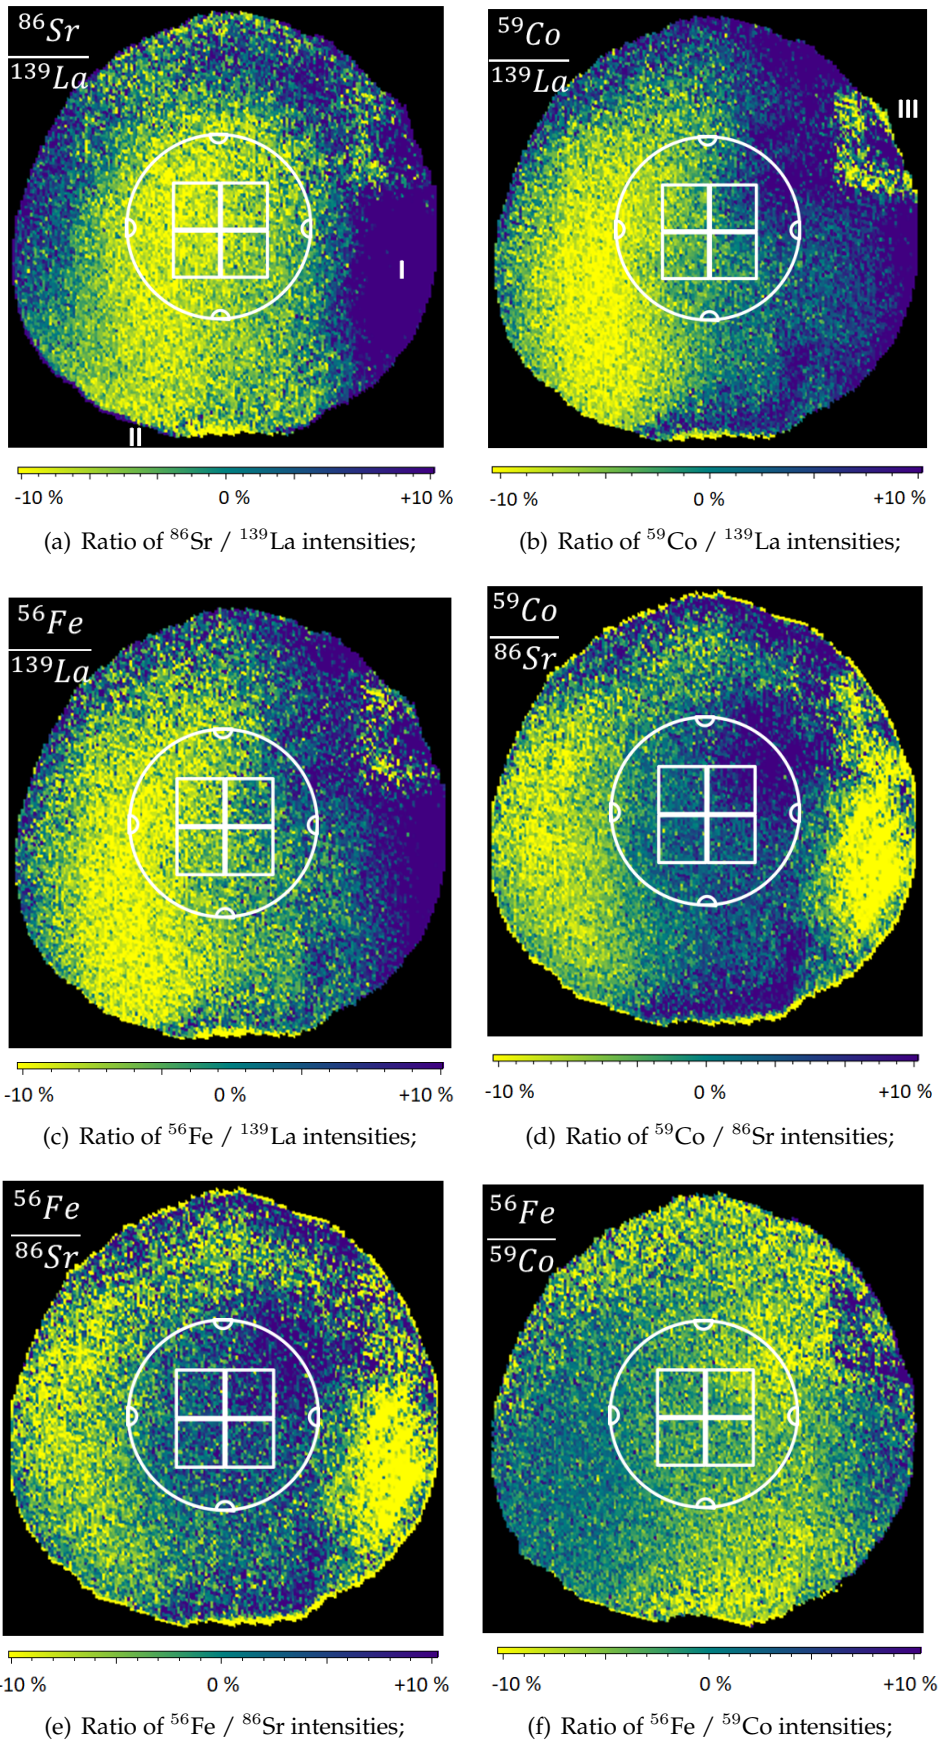 ⁸⁶Sr
¹³⁹La
I
II
-10 % 0 % +10 %
(a) Ratio of ⁸⁶Sr / ¹³⁹La intensities;
⁵⁹Co
¹³⁹La
III
-10 % 0 % +10 %
(b) Ratio of ⁵⁹Co / ¹³⁹La intensities;
⁵⁶Fe
¹³⁹La
-10 % 0 % +10 %
(c) Ratio of ⁵⁶Fe / ¹³⁹La intensities;
⁵⁹Co
⁸⁶Sr
-10 % 0 % +10 %
(d) Ratio of ⁵⁹Co / ⁸⁶Sr intensities;
⁵⁶Fe
⁸⁶Sr
-10 % 0 % +10 %
(e) Ratio of ⁵⁶Fe / ⁸⁶Sr intensities;
⁵⁶Fe
⁵⁹Co
-10 % 0 % +10 %
(f) Ratio of ⁵⁶Fe / ⁵⁹Co intensities;